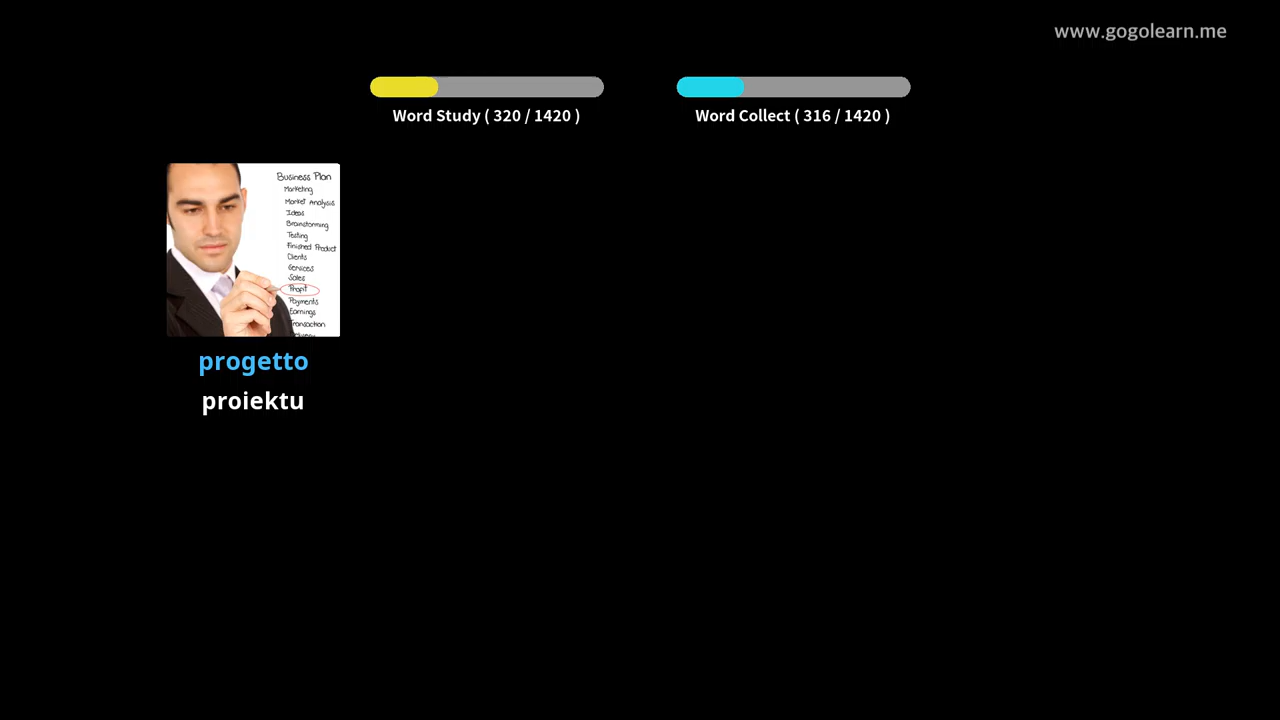 www.gogolearn.me
Word Study ( 320 / 1420 )
Word Collect ( 316 / 1420 )
Business Plan
Marketing
Market Analysis
Ideas
Brainstorming
Testing
Finished Product
Clients
Services
Sales
Profit
Payments
Earnings
Transaction
progetto
proiektu